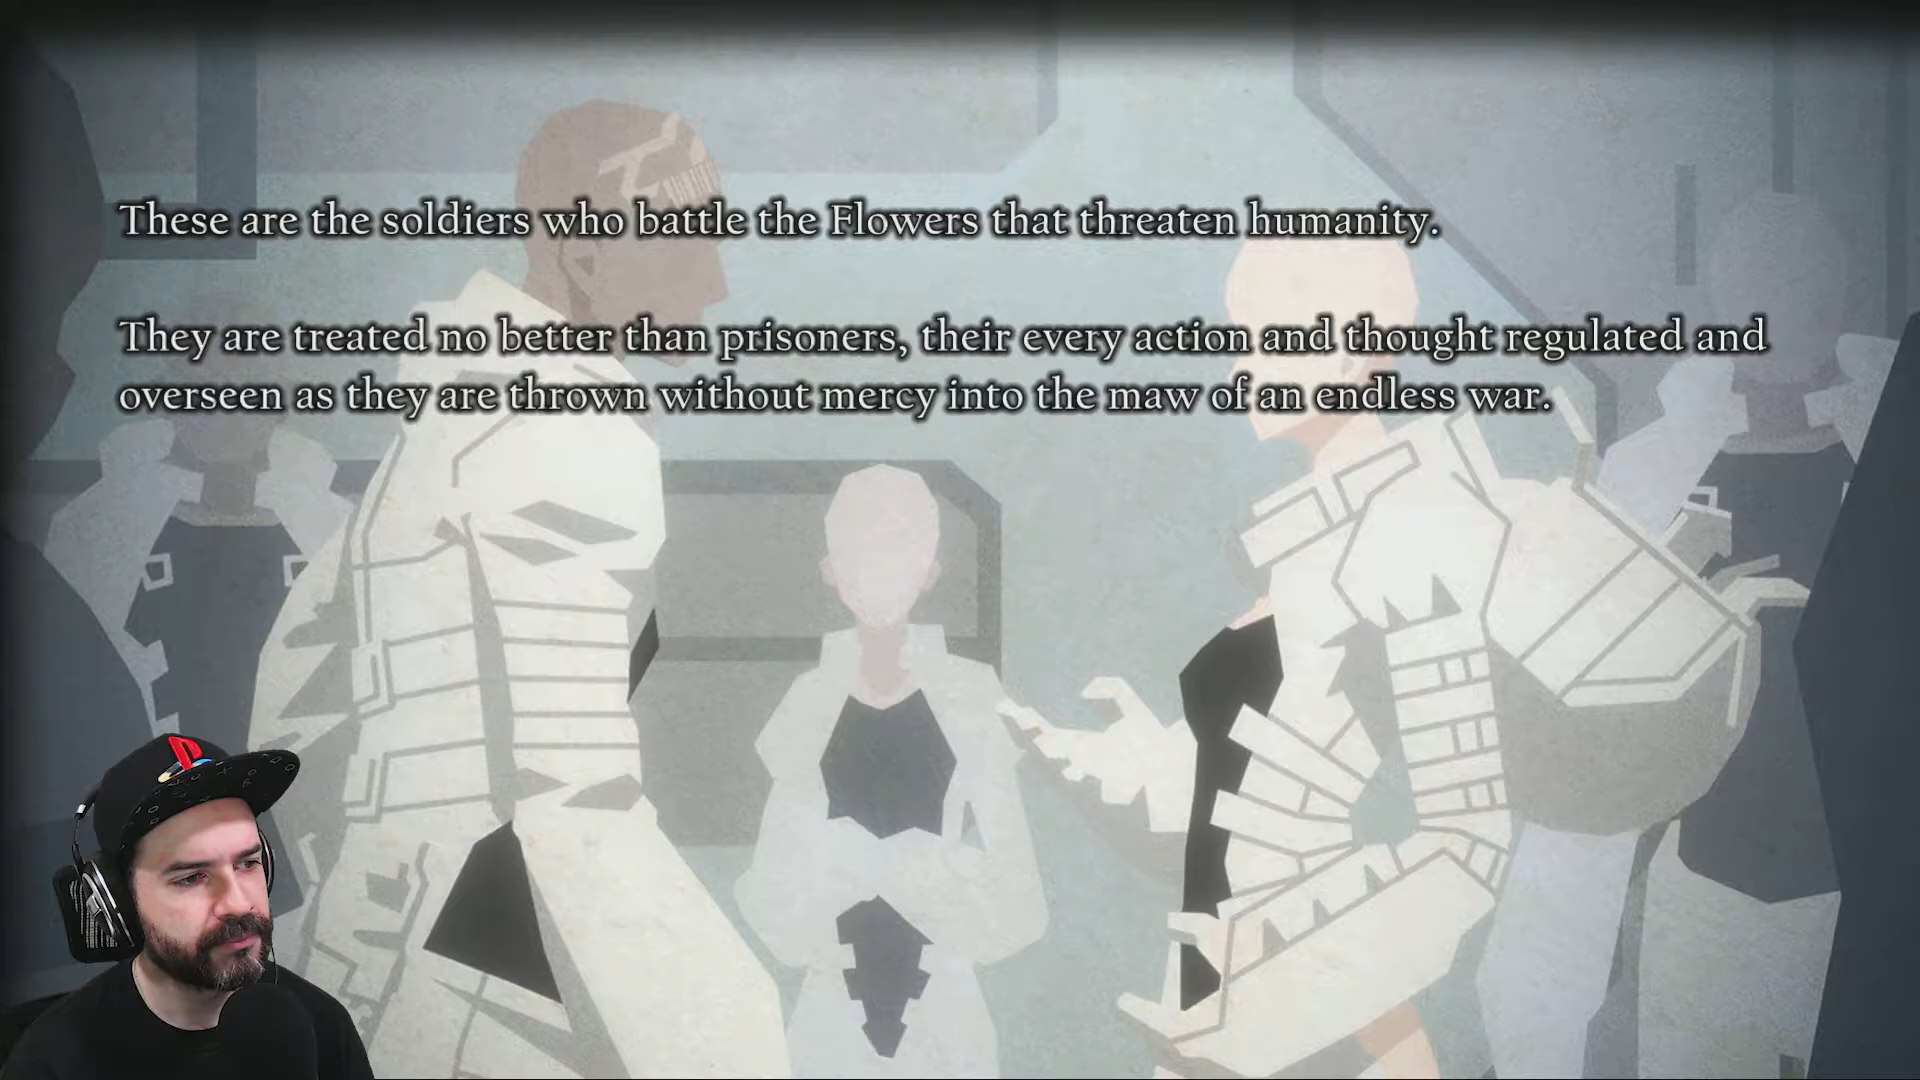 These are the soldiers who battle the Flowers that threaten humanity.
They are treated no better than prisoners, their every action and thought regulated and
overseen as they are thrown without mercy into the maw of an endless war.